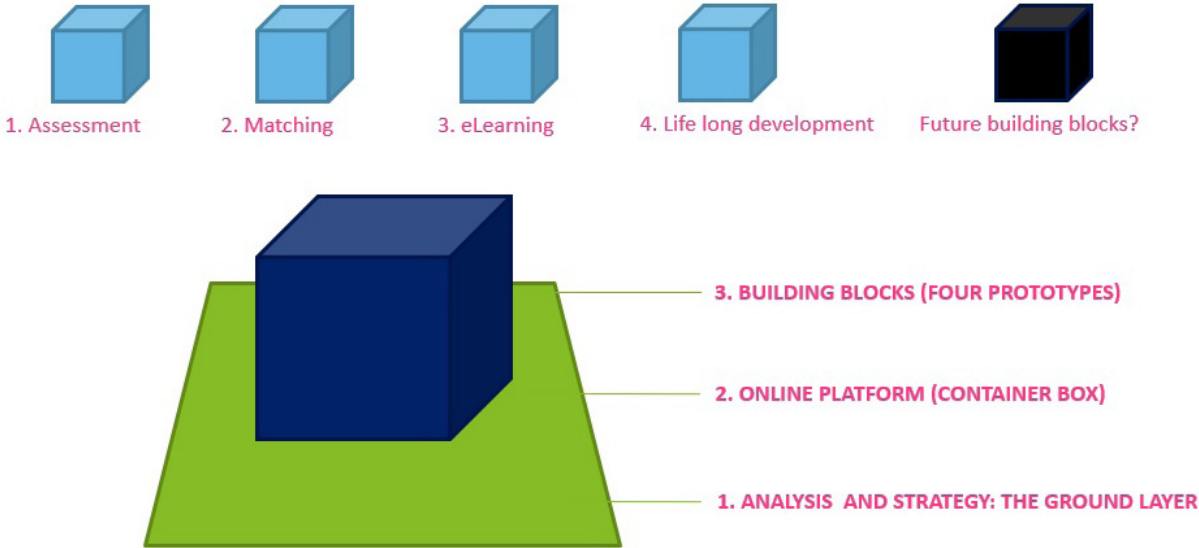 1. Assessment
2. Matching
3. eLearning
4. Life long development
Future building blocks?
3. BUILDING BLOCKS (FOUR PROTOTYPES)
2. ONLINE PLATFORM (CONTAINER BOX)
1. ANALYSIS AND STRATEGY: THE GROUND LAYER